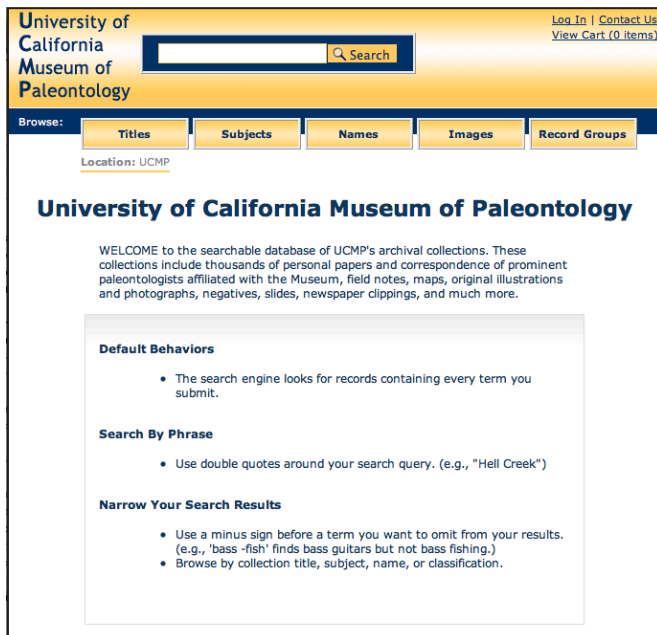 University of
California
Museum of
Paleontology
Search
Log In | Contact Us
View Cart (0 items)
Browse:
Titles
Subjects
Names
Images
Record Groups
Location: UCMP
University of California Museum of Paleontology
WELCOME to the searchable database of UCMP's archival collections. These
collections include thousands of personal papers and correspondence of prominent
paleontologists affiliated with the Museum, field notes, maps, original illustrations
and photographs, negatives, slides, newspaper clippings, and much more.
Default Behaviors
• The search engine looks for records containing every term you
submit.
Search By Phrase
• Use double quotes around your search query. (e.g., "Hell Creek")
Narrow Your Search Results
• Use a minus sign before a term you want to omit from your results.
(e.g., 'bass -fish' finds bass guitars but not bass fishing.)
• Browse by collection title, subject, name, or classification.